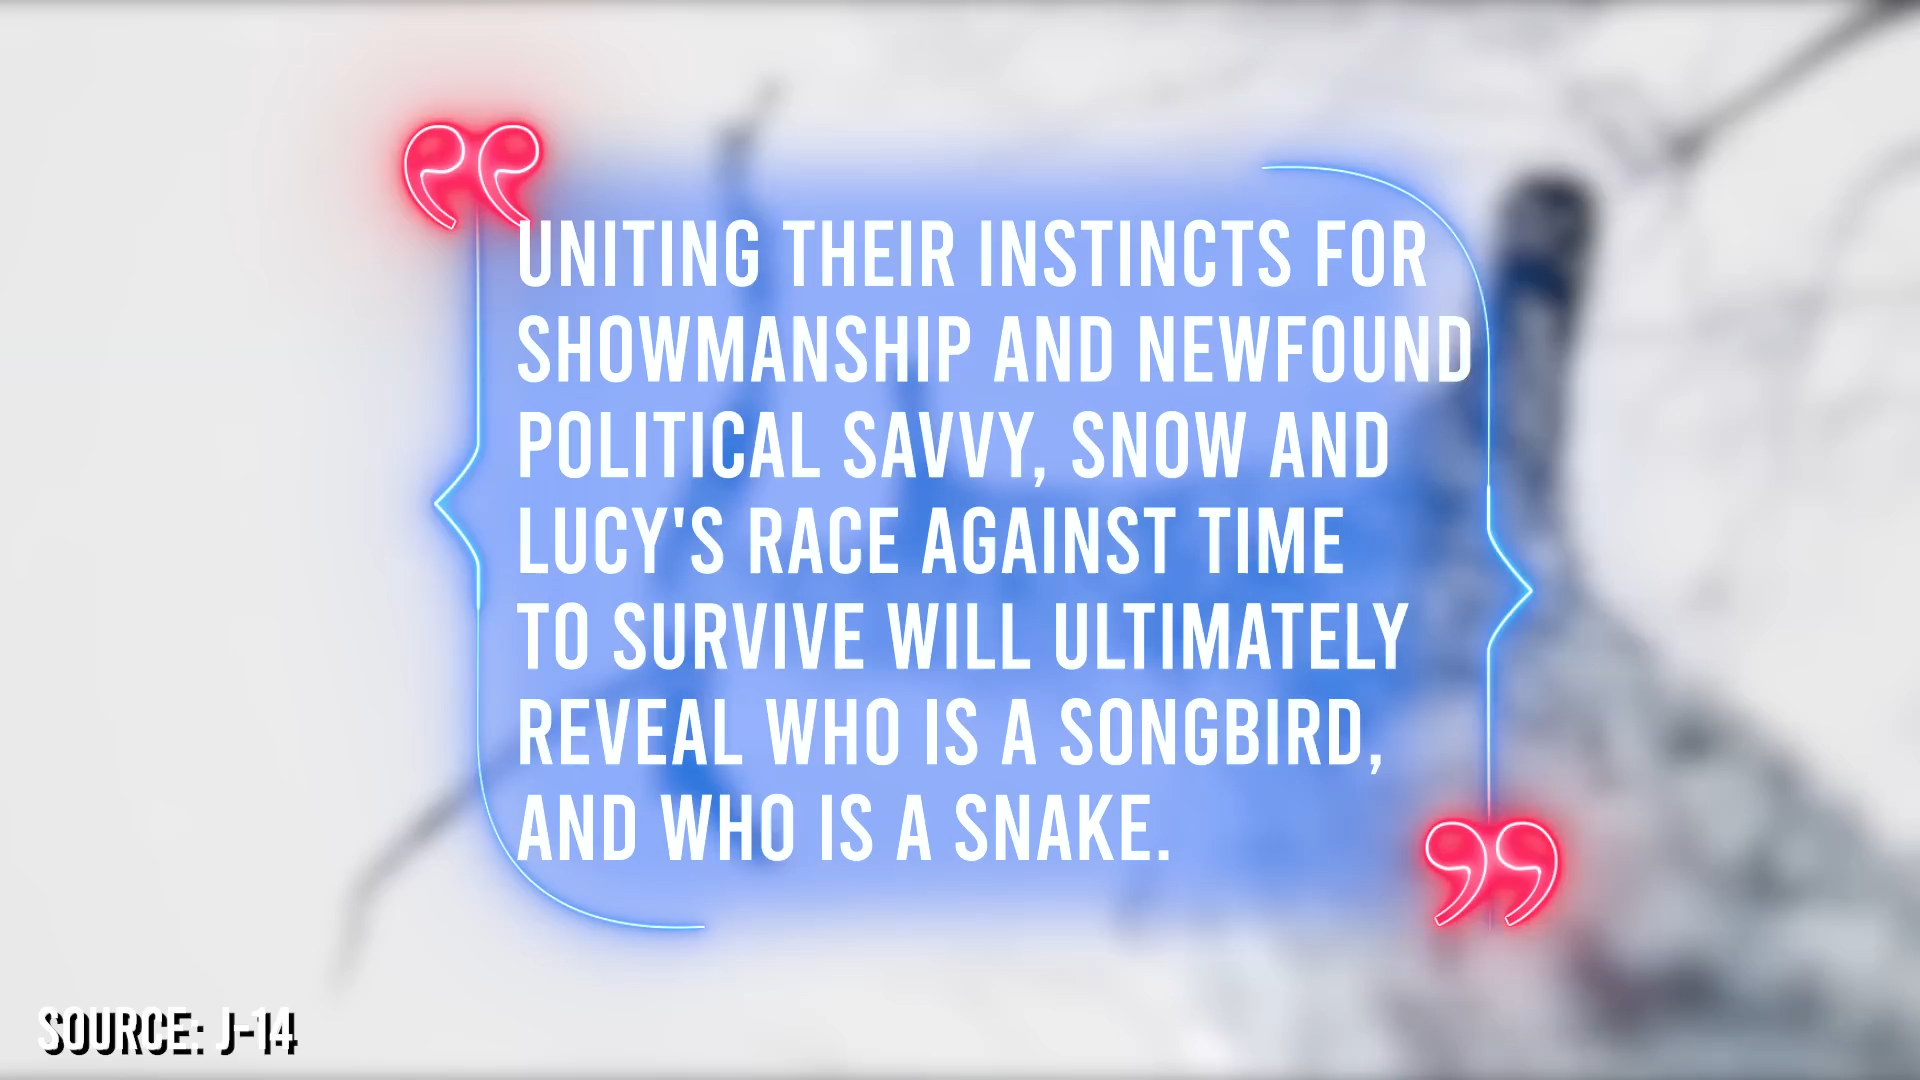 UNITING THEIR INSTINCTS FOR
SHOWMANSHIP AND NEWFOUND
POLITICAL SAVVY, SNOW AND
LUCY'S RACE AGAINST TIME
TO SURVIVE WILL ULTIMATELY
REVEAL WHO IS A SONGBIRD,
AND WHO IS A SNAKE.
SOURCE: J-14